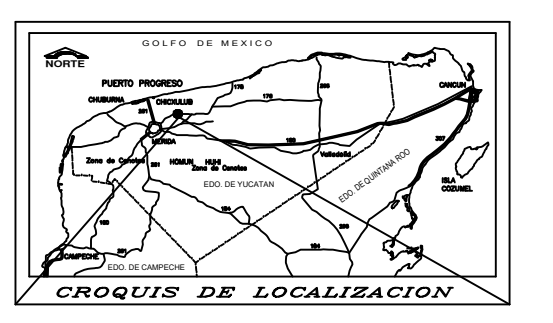 GOLFO DE MEXICO
NORTE
PUERTO PROGRESO
CHUBURNA
CHICXULUB
CANCUN
178
176
295
261
180
307
MERIDA
Valladolid
Zona de Cenotes
281
HOMUN
HUHI
Zona de Cenotes
EDO. DE YUCATAN
EDO. DE QUINTANA ROO
ISLA
COZUMEL
184
180
295
184
261
CAMPECHE
EDO. DE CAMPECHE
CROQUIS DE LOCALIZACION